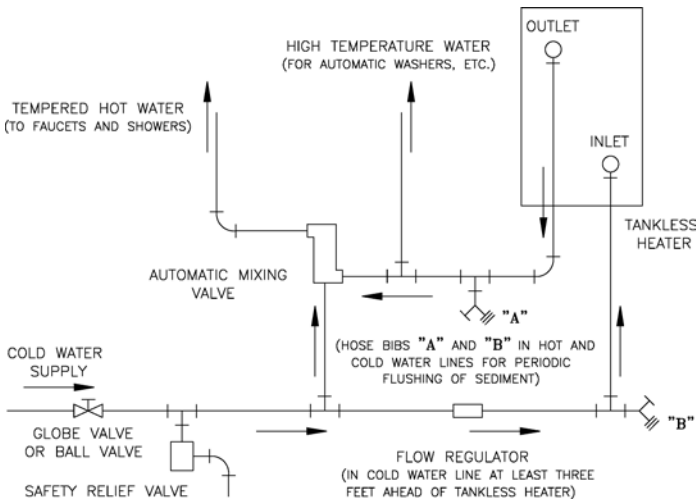 OUTLET
HIGH TEMPERATURE WATER
(FOR AUTOMATIC WASHERS, ETC.)
TEMPERED HOT WATER
(TO FAUCETS AND SHOWERS)
INLET
TANKLESS
HEATER
AUTOMATIC MIXING
VALVE
"A"
(HOSE BIBS "A" AND "B" IN HOT AND
COLD WATER LINES FOR PERIODIC
FLUSHING OF SEDIMENT)
COLD WATER
SUPPLY
"B"
GLOBE VALVE
OR BALL VALVE
FLOW REGULATOR
(IN COLD WATER LINE AT LEAST THREE
FEET AHEAD OF TANKLESS HEATER)
SAFETY RELIEF VALVE